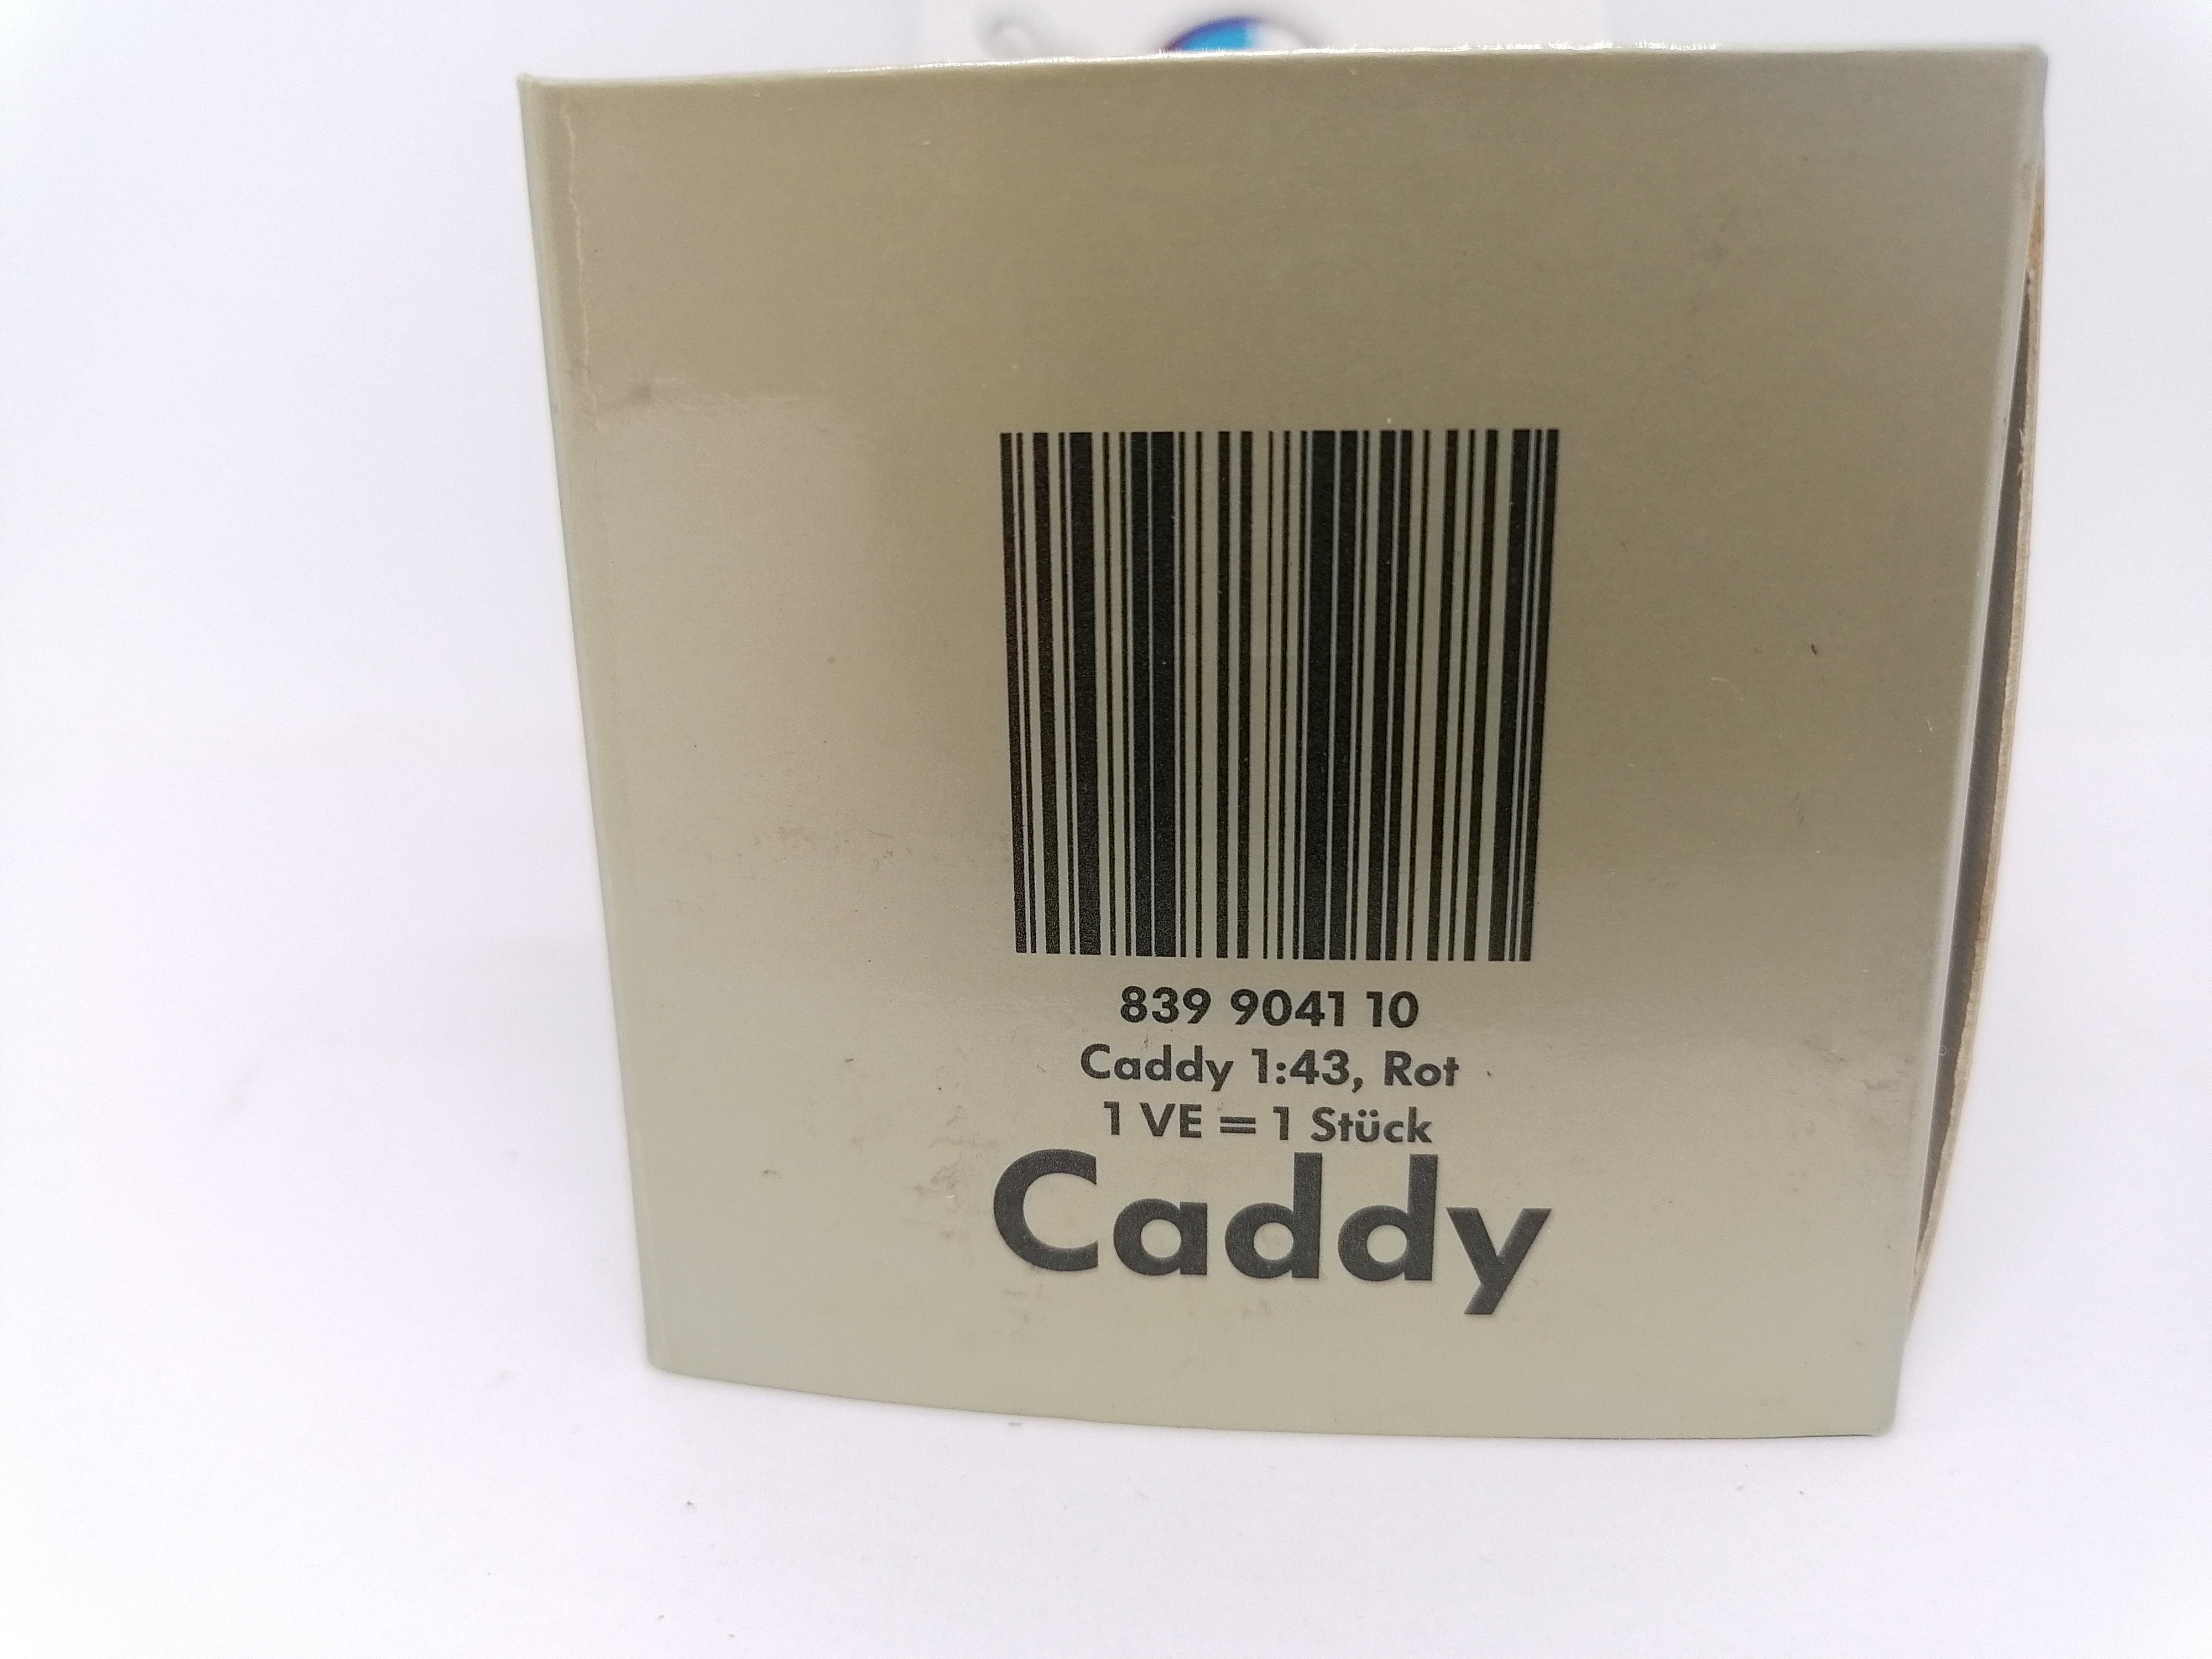 839 9041 10
Caddy 1:43, Rot
1 VE = 1 Stück
Caddy